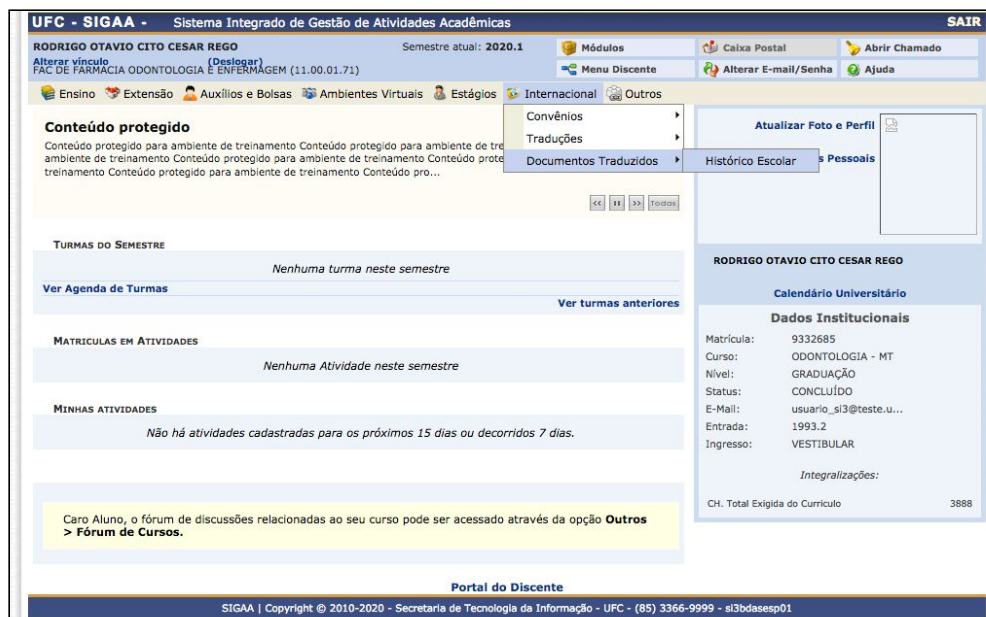 UFC - SIGAA - Sistema Integrado de Gestão de Atividades Acadêmicas SAIR
RODRIGO OTAVIO CITO CESAR REGO Semestre atual: 2020.1
Alterar vínculo (Deslogar)
FAC DE FARMÁCIA ODONTOLOGIA E ENFERMAGEM (11.00.01.71)
Módulos Caixa Postal Abrir Chamado
Menu Discente Alterar E-mail/Senha Ajuda
Ensino Extensão Auxílios e Bolsas Ambientes Virtuais Estágios Internacional Outros
Convênios
Traduções
Documentos Traduzidos Histórico Escolar
Conteúdo protegido
Conteúdo protegido para ambiente de treinamento Conteúdo protegido para ambiente de tre
ambiente de treinamento Conteúdo protegido para ambiente de treinamento Conteúdo prote
treinamento Conteúdo protegido para ambiente de treinamento Conteúdo pro...
<< II >> Todas
Atualizar Foto e Perfil
s Pessoais
TURMAS DO SEMESTRE
Nenhuma turma neste semestre
Ver Agenda de Turmas
Ver turmas anteriores
MATRICULAS EM ATIVIDADES
Nenhuma Atividade neste semestre
MINHAS ATIVIDADES
Não há atividades cadastradas para os próximos 15 dias ou decorridos 7 dias.
Caro Aluno, o fórum de discussões relacionadas ao seu curso pode ser acessado através da opção Outros
> Fórum de Cursos.
RODRIGO OTAVIO CITO CESAR REGO
Calendário Universitário
Dados Institucionais
Matrícula: 9332685
Curso: ODONTOLOGIA - MT
Nível: GRADUAÇÃO
Status: CONCLUÍDO
E-Mail: usuario_si3@teste.u...
Entrada: 1993.2
Ingresso: VESTIBULAR
Integralizações:
CH. Total Exigida do Curriculo 3888
Portal do Discente
SIGAA | Copyright © 2010-2020 - Secretaria de Tecnologia da Informação - UFC - (85) 3366-9999 - si3bdasesp01